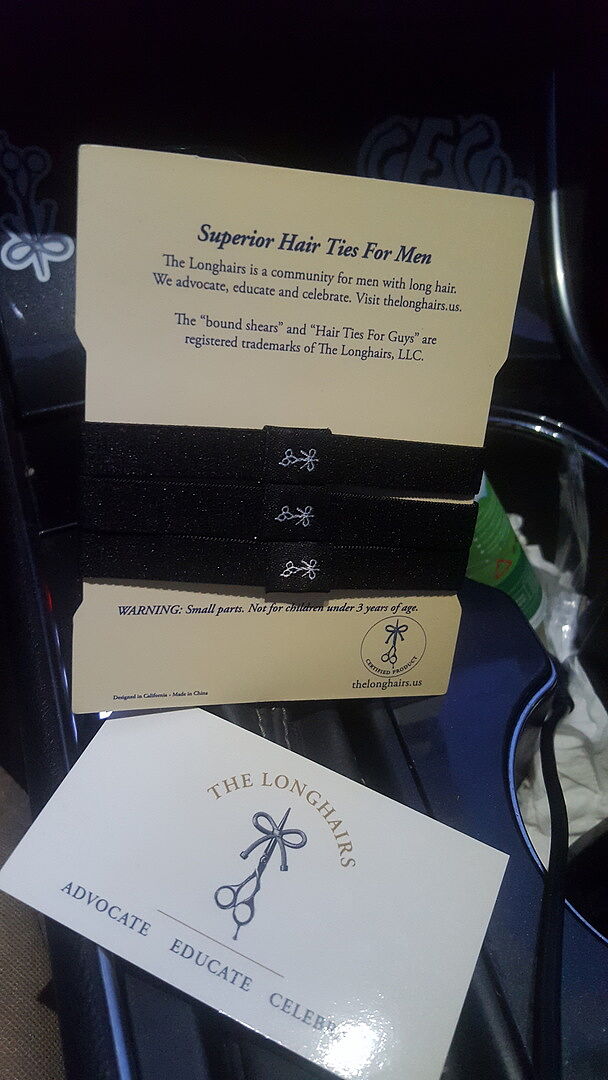 Superior Hair Ties For Men
The Longhairs is a community for men with long hair.
We advocate, educate and celebrate. Visit thelonghairs.us.
The “bound shears” and “Hair Ties For Guys” are
registered trademarks of The Longhairs, LLC.
WARNING: Small parts. Not for children under 3 years of age.
CERTIFIED PRODUCT
thelonghairs.us
Designed in California - Made in China
THE LONGHAIRS
ADVOCATE EDUCATE